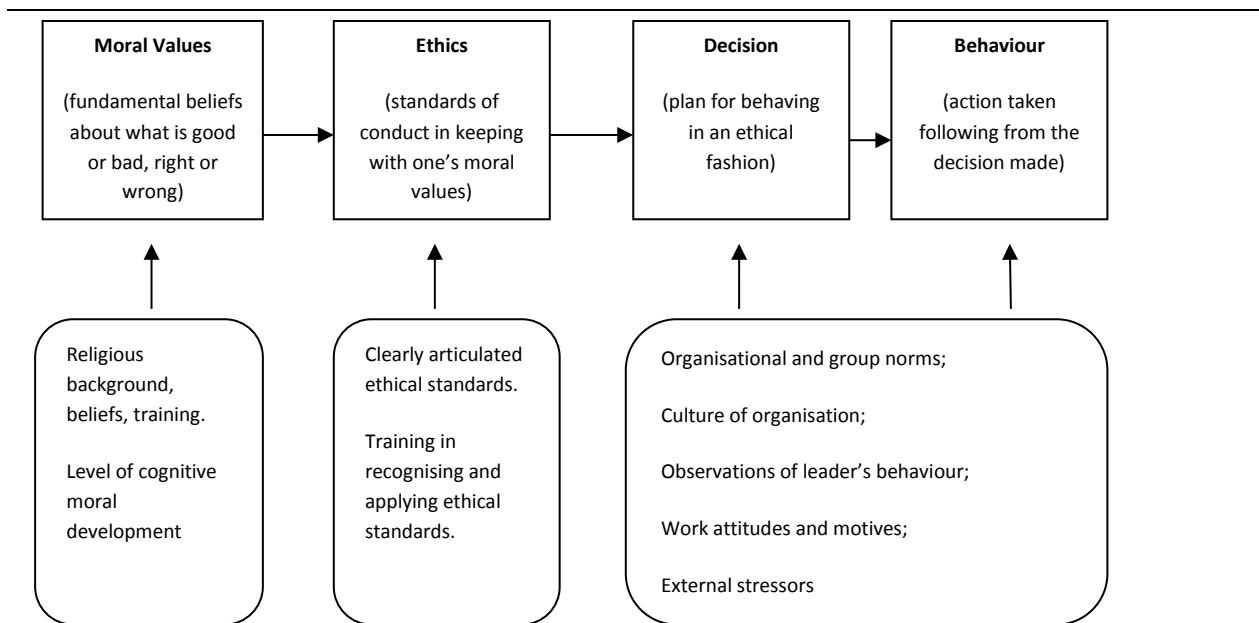 Moral Values
(fundamental beliefs
about what is good
or bad, right or
wrong)
Ethics
(standards of
conduct in keeping
with one’s moral
values)
Decision
(plan for behaving
in an ethical
fashion)
Behaviour
(action taken
following from the
decision made)
Religious
background,
beliefs, training.
Level of cognitive
moral
development
Clearly articulated
ethical standards.
Training in
recognising and
applying ethical
standards.
Organisational and group norms;
Culture of organisation;
Observations of leader’s behaviour;
Work attitudes and motives;
External stressors